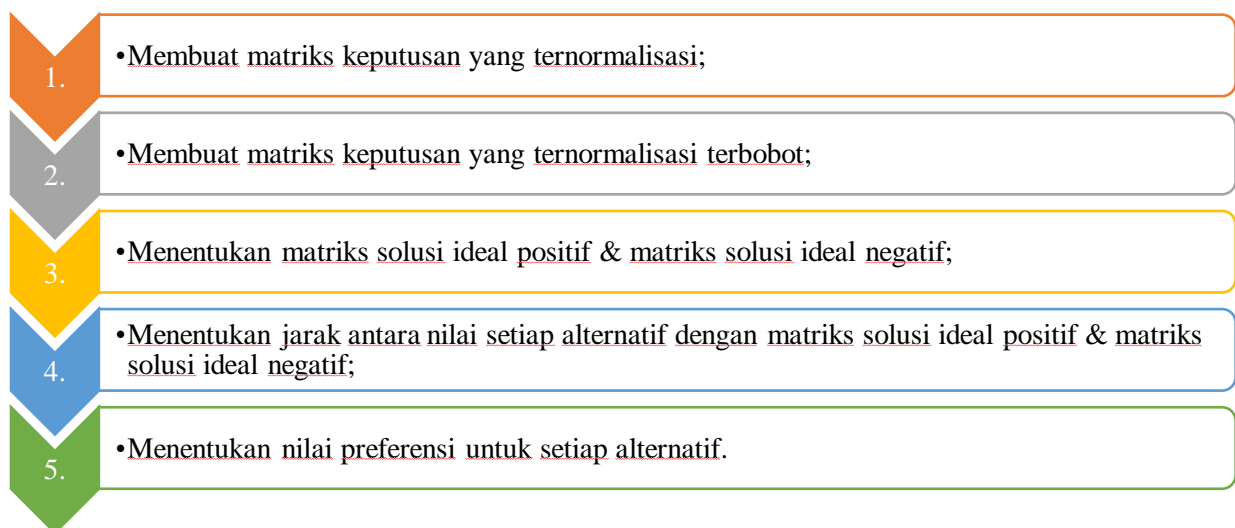 1.
•Membuat matriks keputusan yang ternormalisasi;
2.
•Membuat matriks keputusan yang ternormalisasi terbobot;
3.
•Menentukan matriks solusi ideal positif & matriks solusi ideal negatif;
4.
•Menentukan jarak antara nilai setiap alternatif dengan matriks solusi ideal positif & matriks
solusi ideal negatif;
5.
•Menentukan nilai preferensi untuk setiap alternatif.